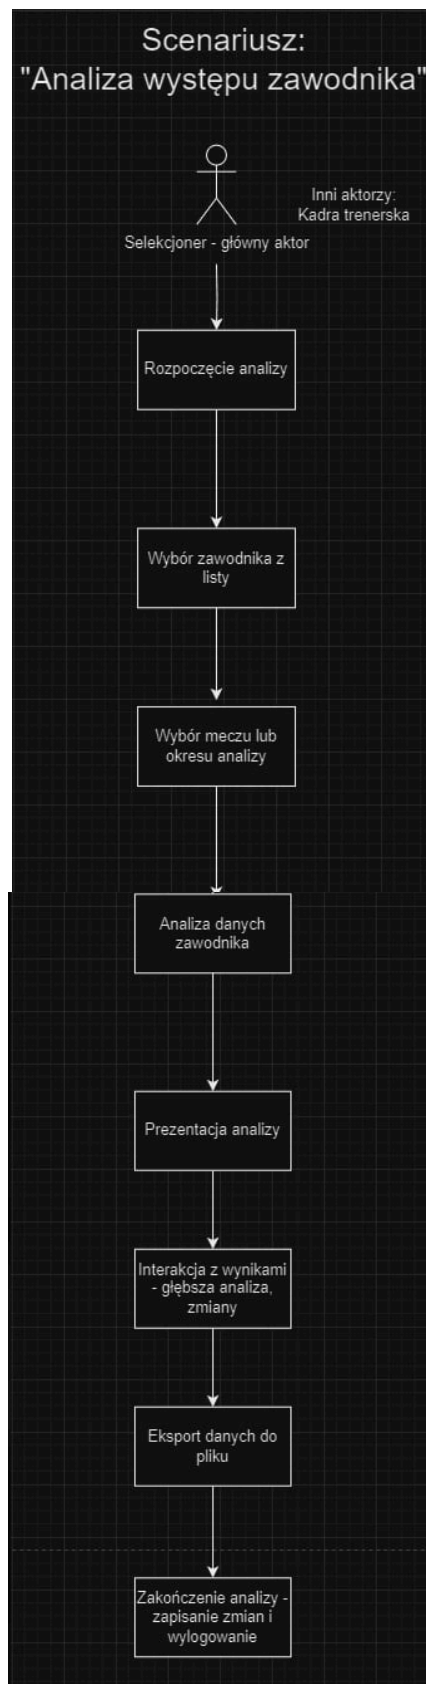 Scenariusz:
"Analiza występu zawodnika"
Inni aktorzy:
Kadra trenerska
Selekcjoner - główny aktor
Rozpoczęcie analizy
Wybór zawodnika z
listy
Wybór meczu lub
okresu analizy
Analiza danych
zawodnika
Prezentacja analizy
Interakcja z wynikami
- głębsza analiza,
zmiany
Eksport danych do
pliku
Zakończenie analizy -
zapisanie zmian i
wylogowanie